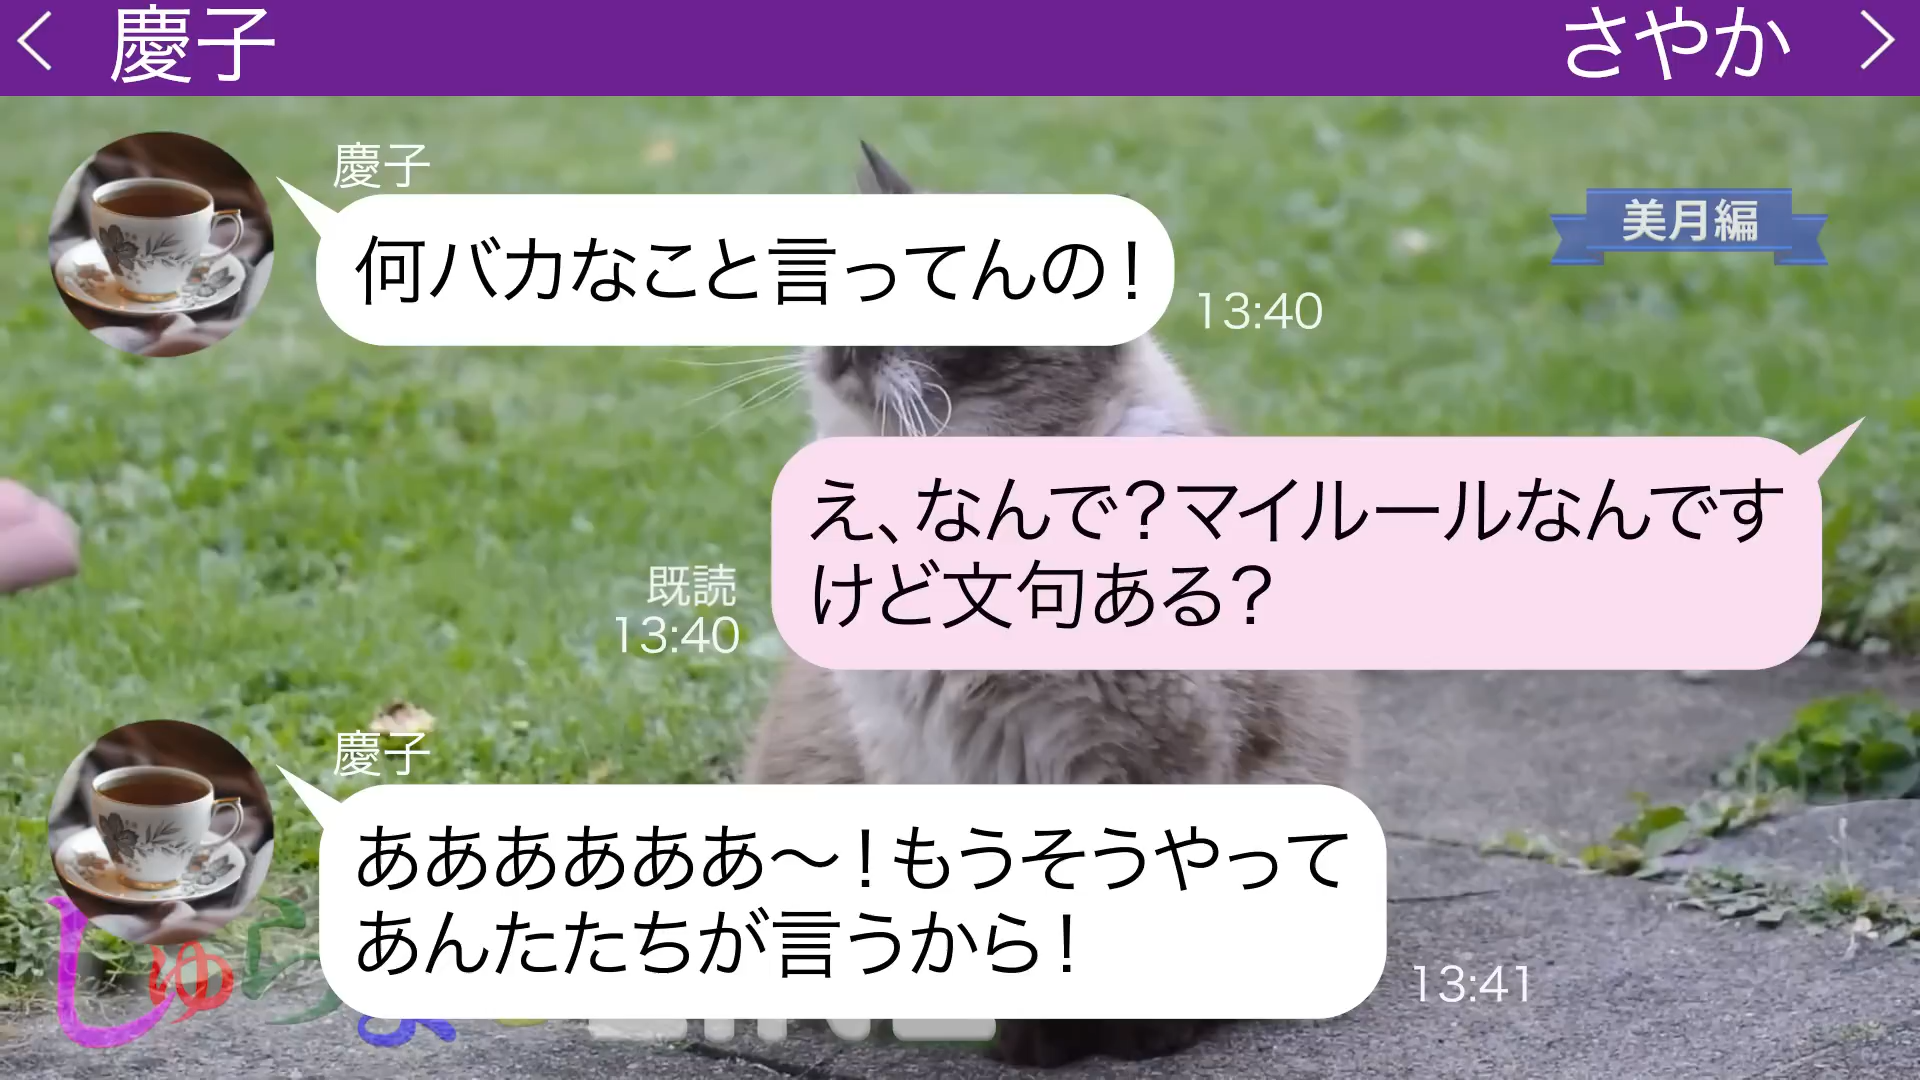 慶子
さやか
慶子
何バカなこと言ってんの！
13:40
美月編
え、なんで？マイルールなんです
けど文句ある？
既読
13:40
慶子
ああああああ〜！もうそうやって
あんたたちが言うから！
13:41
しゅら